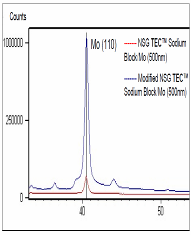 Counts
1000000
Mo (110)
NSG TEC™ Sodium
Block/Mo (500nm)
Modified NSG TEC™
Sodium Block/Mo (500nm)
250000
0
40
50